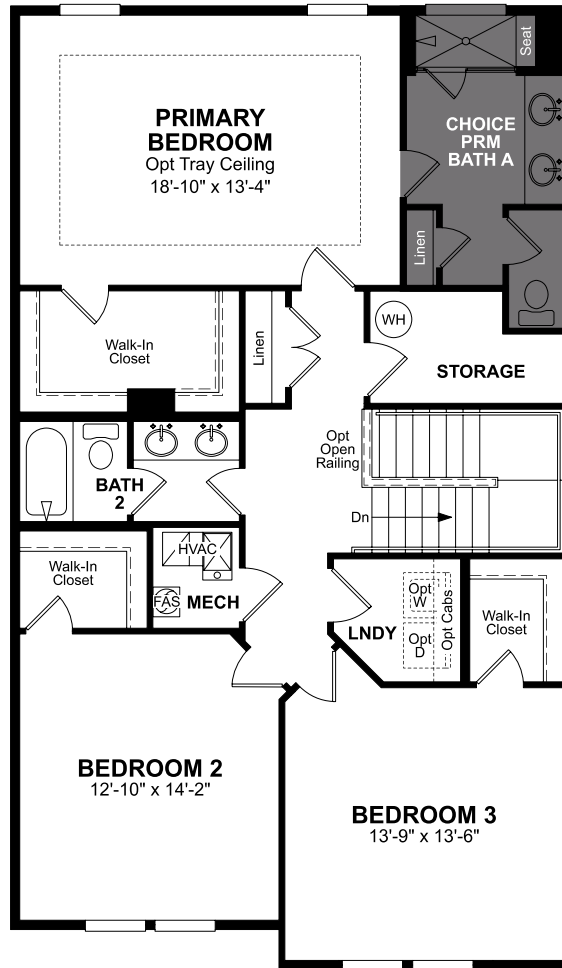 PRIMARY
BEDROOM
Opt Tray Ceiling
18'-10" x 13'-4"
Seat
CHOICE
PRM
BATH A
Linen
Walk-In
Closet
Linen
WH
STORAGE
Opt
Open
Railing
Dn
BATH
2
HVAC
FAS
MECH
Walk-In
Closet
LNDY
Opt
W
Opt
D
Opt Cabs
Walk-In
Closet
BEDROOM 2
12'-10" x 14'-2"
BEDROOM 3
13'-9" x 13'-6"